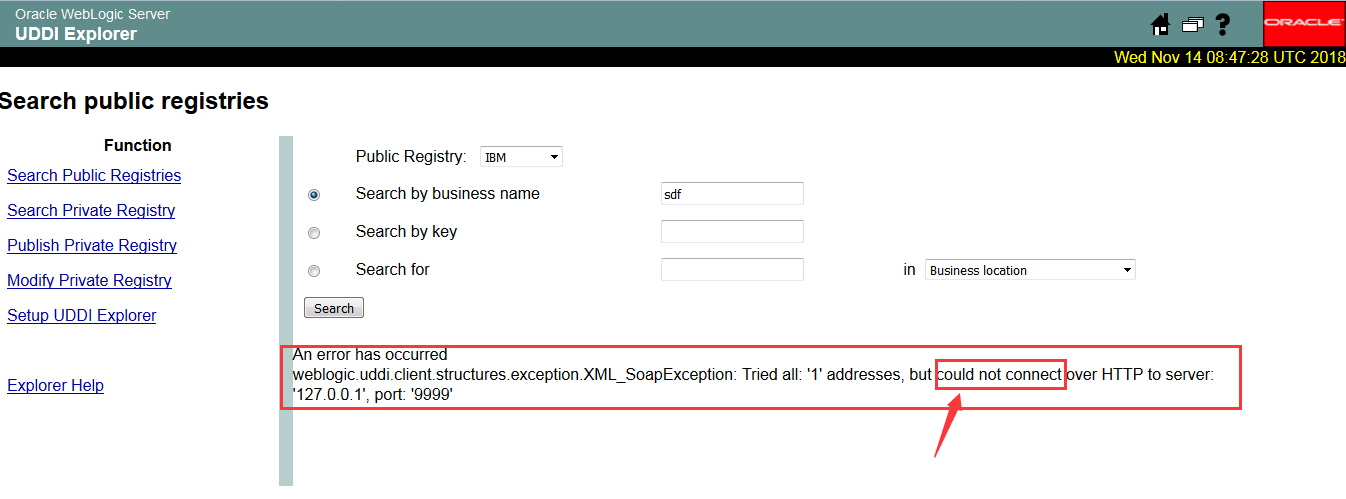 Oracle WebLogic Server
UDDI Explorer
ORACLE
Wed Nov 14 08:47:28 UTC 2018
Search public registries
Function
Search Public Registries
Search Private Registry
Publish Private Registry
Modify Private Registry
Setup UDDI Explorer
Explorer Help
Public Registry: IBM
Search by business name sdf
Search by key
Search for in Business location
Search
An error has occurred
weblogic.uddi.client.structures.exception.XML_SoapException: Tried all: '1' addresses, but could not connect over HTTP to server:
'127.0.0.1', port: '9999'